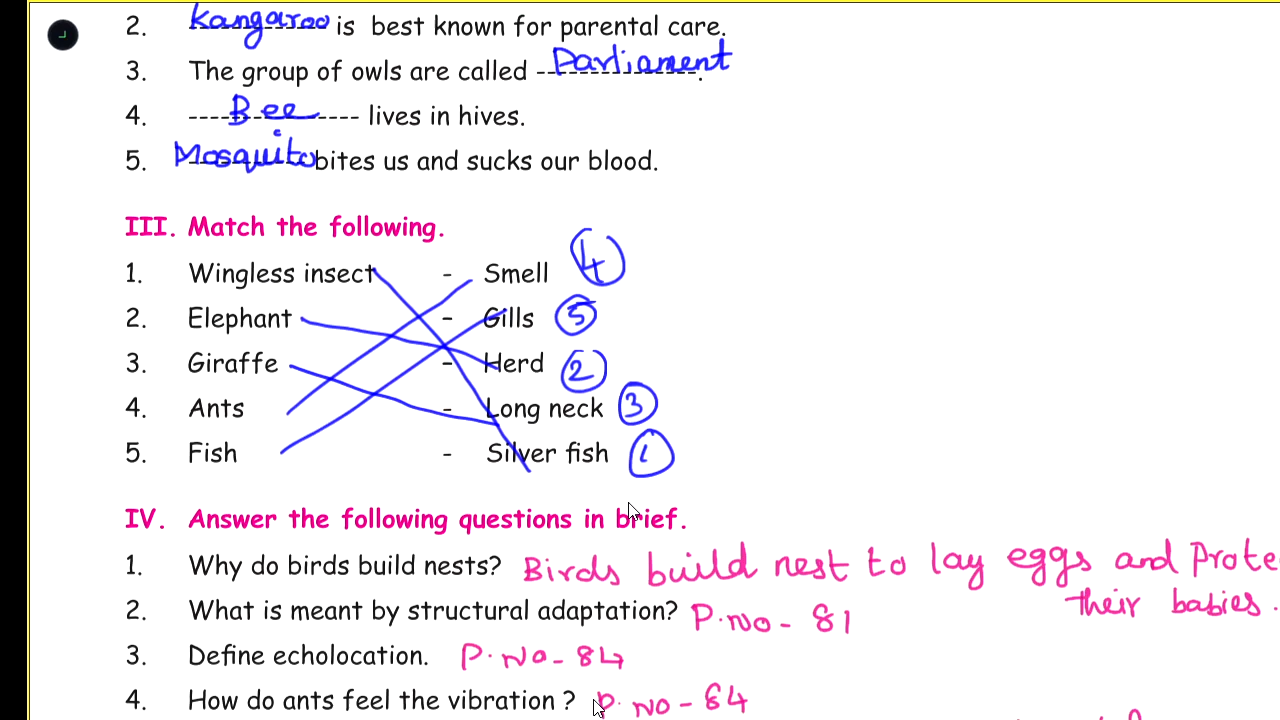 2. Kangaroo is best known for parental care.
3. The group of owls are called Parliament.
4. ----Bee---- lives in hives.
5. Mosquito bites us and sucks our blood.
III. Match the following.
1. Wingless insect - Smell 4
2. Elephant - Gills 5
3. Giraffe - Herd 2
4. Ants - Long neck 3
5. Fish - Silver fish 1
IV. Answer the following questions in brief.
1. Why do birds build nests? Birds build nest to lay eggs and Prote
their babies.
2. What is meant by structural adaptation? P.No - 81
3. Define echolocation. P.No - 84
4. How do ants feel the vibration ? P.No - 84